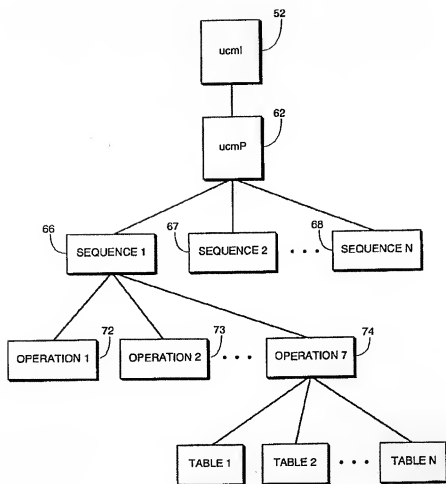 52
ucmI
62
ucmP
66
SEQUENCE 1
67
SEQUENCE 2
68
SEQUENCE N
OPERATION 1
72
OPERATION 2
73
OPERATION 7
74
TABLE 1
TABLE 2
TABLE N